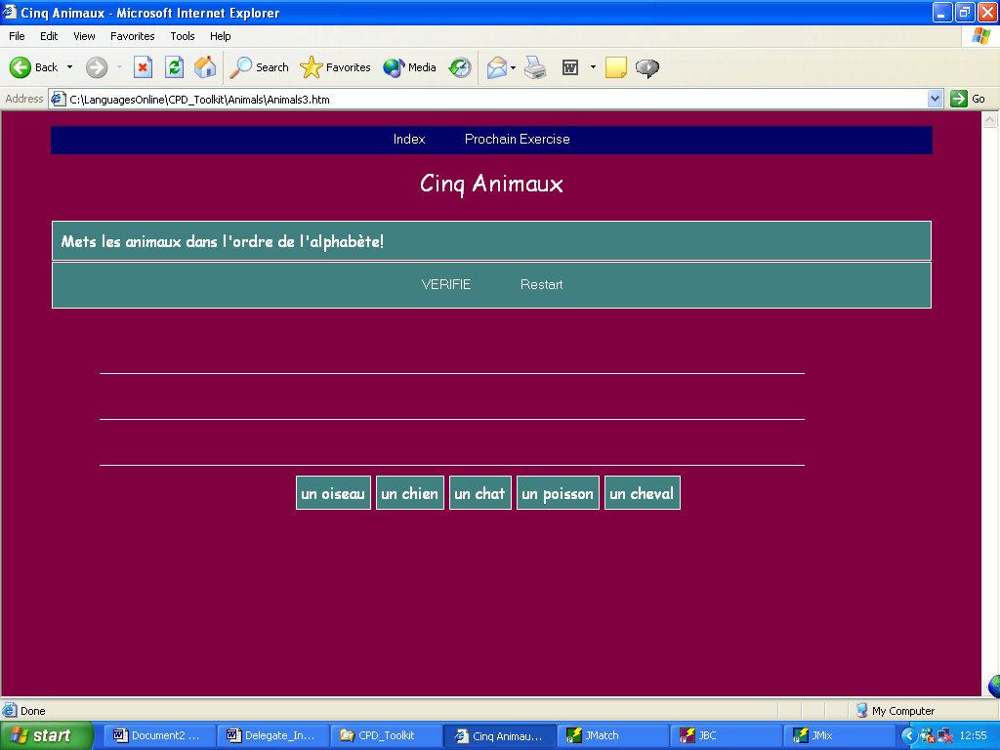 Cinq Animaux - Microsoft Internet Explorer
File Edit View Favorites Tools Help
Back Search Favorites Media
Address C:\LanguagesOnline\CPD_Toolkit\Animals\Animals3.htm Go
Index Prochain Exercise
Cinq Animaux
Mets les animaux dans l'ordre de l'alphabète!
VERIFIE Restart
un oiseau un chien un chat un poisson un cheval
Done My Computer
start Document2 ... Delegate_In... CPD_Toolkit Cinq Animau... JMatch JBC JMix 12:55